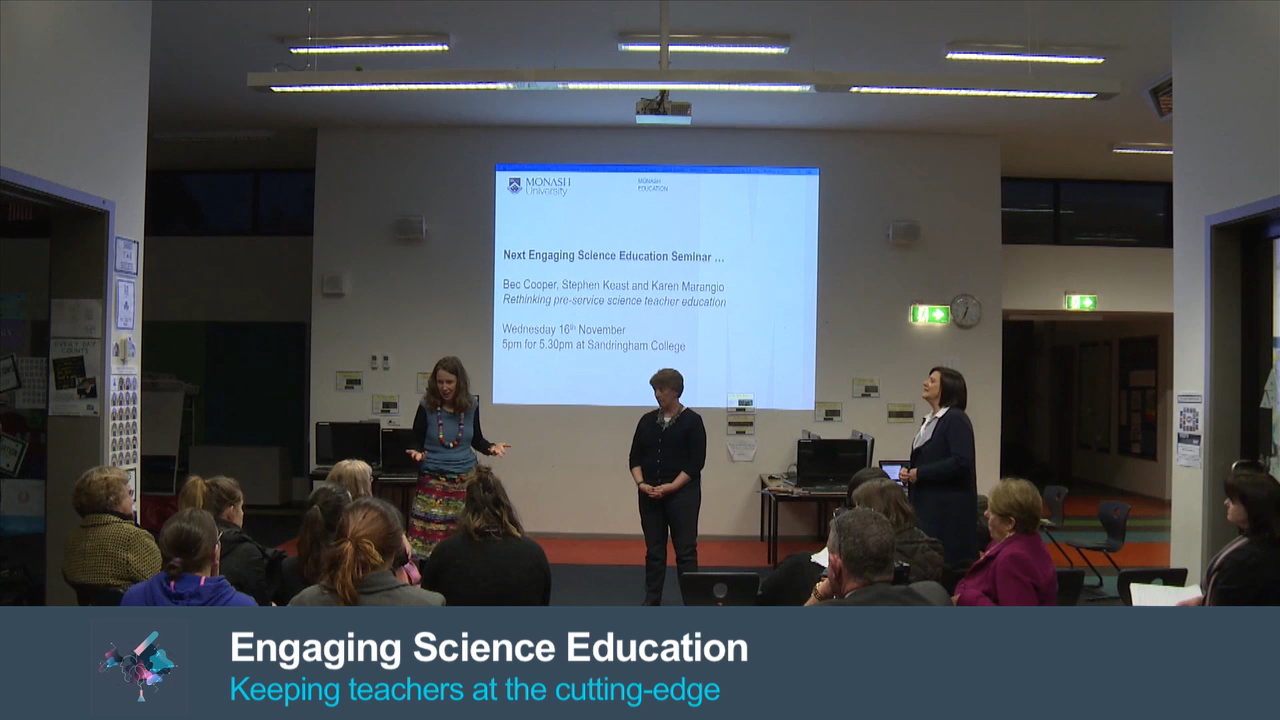 MONASH
University
MONASH
EDUCATION
Next Engaging Science Education Seminar ...
Bec Cooper, Stephen Keast and Karen Marangio
Rethinking pre-service science teacher education
Wednesday 16th November
5pm for 5.30pm at Sandringham College
Engaging Science Education
Keeping teachers at the cutting-edge